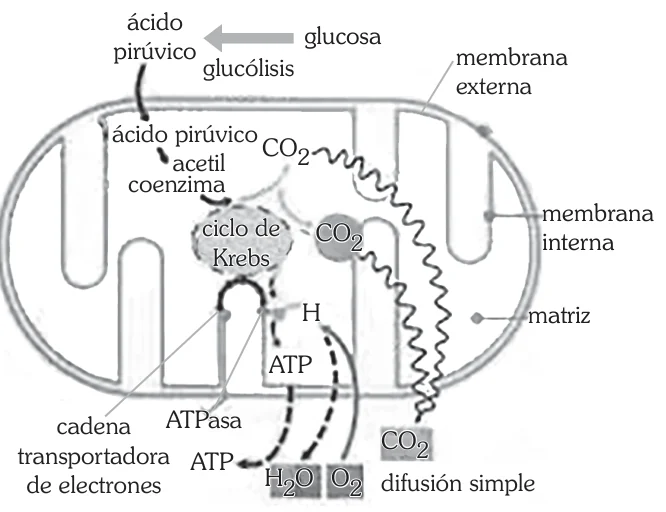 ácido
pirúvico
glucosa
glucólisis
membrana
externa
ácido pirúvico
acetil
coenzima
CO2
ciclo de
Krebs
CO2
membrana
interna
H
matriz
ATP
ATPasa
cadena
transportadora
de electrones
ATP
H2O
O2
CO2
difusión simple